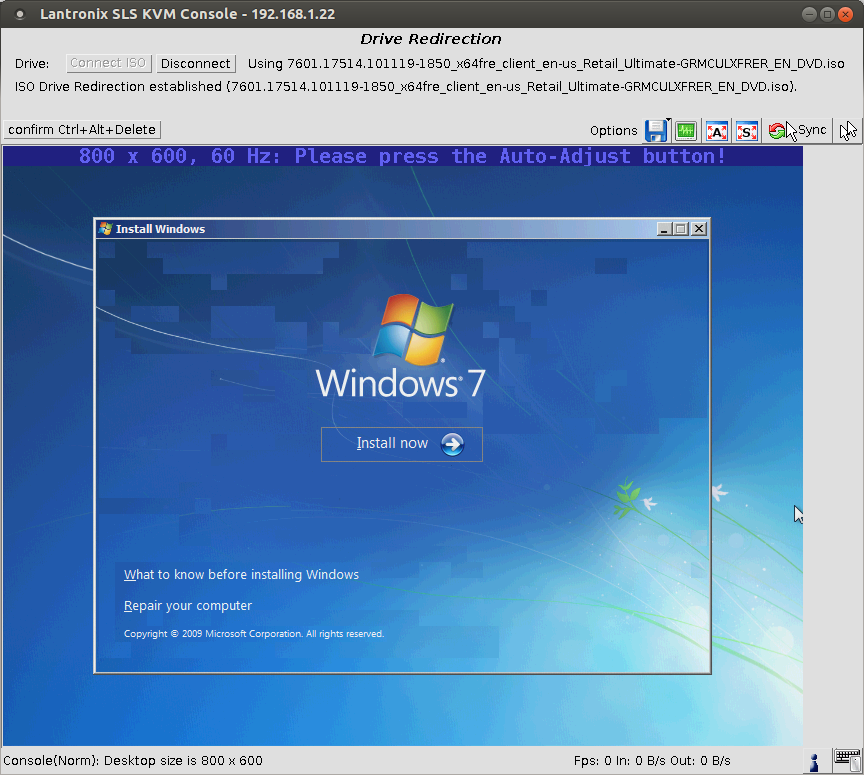 Lantronix SLS KVM Console - 192.168.1.22
Drive Redirection
Drive: Connect ISO Disconnect Using 7601.17514.101119-1850_x64fre_client_en-us_Retail_Ultimate-GRMCULXFRER_EN_DVD.iso
ISO Drive Redirection established (7601.17514.101119-1850_x64fre_client_en-us_Retail_Ultimate-GRMCULXFRER_EN_DVD.iso).
confirm Ctrl+Alt+Delete Options A S Sync
800 x 600, 60 Hz: Please press the Auto-Adjust button!
Install Windows
Windows 7
Install now
What to know before installing Windows
Repair your computer
Copyright © 2009 Microsoft Corporation. All rights reserved.
Console(Norm): Desktop size is 800 x 600 Fps: 0 In: 0 B/s Out: 0 B/s